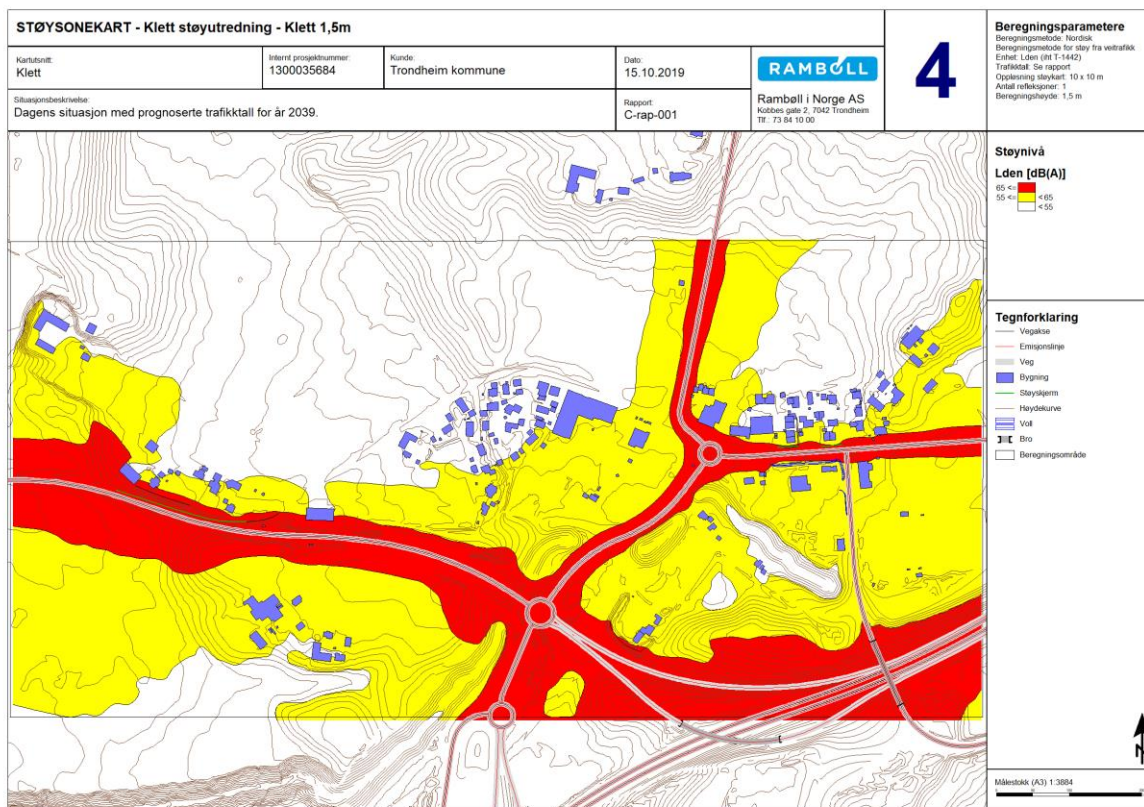 STØYSONEKART - Klett støyutredning - Klett 1,5m
Kartutsnitt:
Klett
Internt prosjektnummer:
1300035684
Kunde:
Trondheim kommune
Dato:
15.10.2019
Situasjonsbeskrivelse:
Dagens situasjon med prognoserte trafikktall for år 2039.
Rapport:
C-rap-001
RAMBOLL
Rambøll i Norge AS
Kobbes gate 2, 7042 Trondheim
Tlf.: 73 84 10 00
4
Beregningsparametere
Beregningsmetode: Nordisk
Beregningsmetode for støy fra veitrafikk
Enhet: Lden (iht T-1442)
Trafikktall: Se rapport
Oppløsning støykart: 10 x 10 m
Antall refleksjoner: 1
Beregningshøyde: 1,5 m
Støynivå
Lden [dB(A)]
65 <=
55 <= < 65
< 55
Tegnforklaring
Vegakse
Emisjonslinje
Veg
Bygning
Støyskjerm
Høydekurve
Voll
Bro
Beregningsområde
N
Målestokk (A3) 1:3884